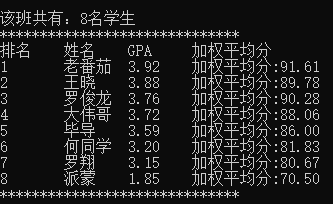 该班共有：8名学生
******************************
排名 姓名 GPA 加权平均分
1 老番茄 3.92 加权平均分:91.61
2 王晓 3.88 加权平均分:89.78
3 罗俊龙 3.76 加权平均分:90.28
4 大伟哥 3.72 加权平均分:88.06
5 毕导 3.59 加权平均分:86.00
6 何同学 3.20 加权平均分:81.83
7 罗翔 3.15 加权平均分:80.67
8 派蒙 1.85 加权平均分:70.50
******************************